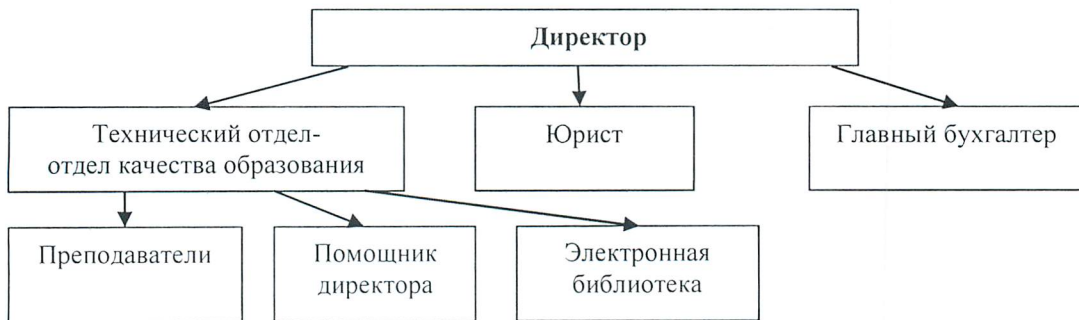 Директор
Технический отдел-
отдел качества образования
Юрист
Главный бухгалтер
Преподаватели
Помощник
директора
Электронная
библиотека